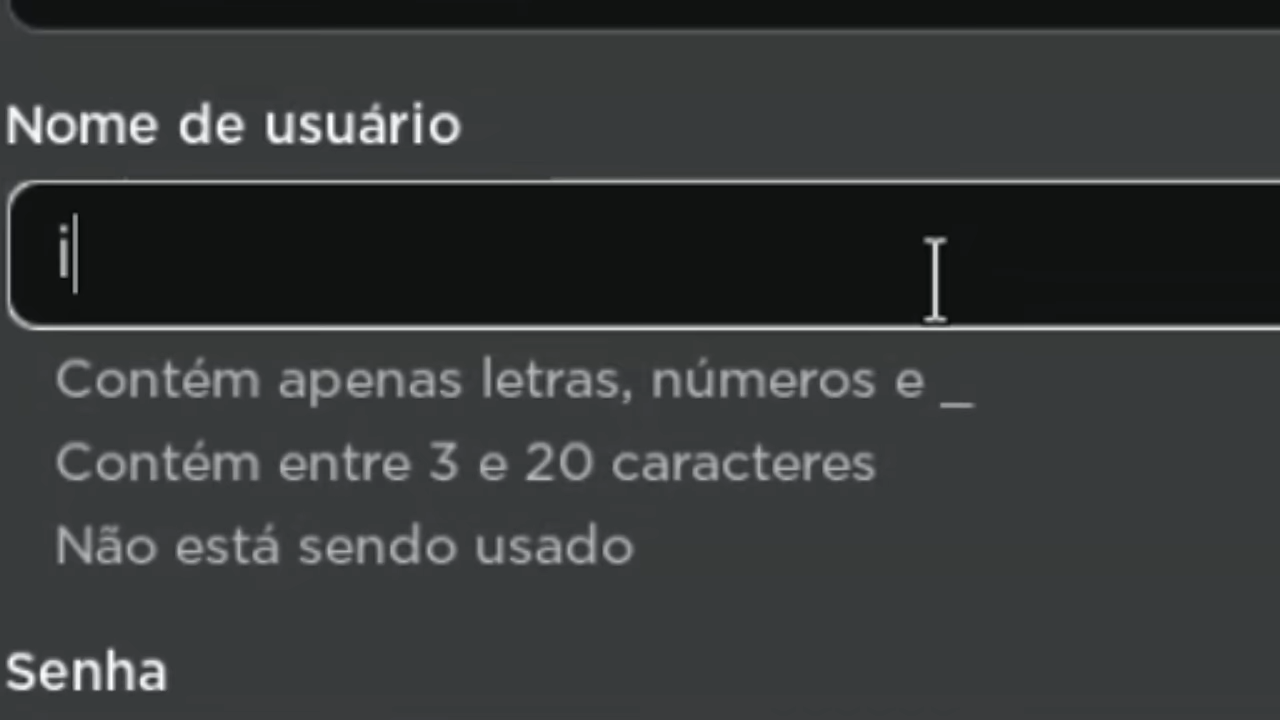 Nome de usuário
i
Contém apenas letras, números e _
Contém entre 3 e 20 caracteres
Não está sendo usado
Senha